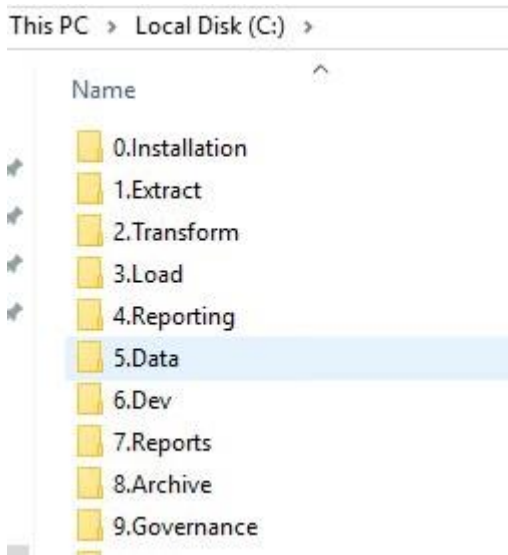 This PC > Local Disk (C:) >
Name
0.Installation
1.Extract
2.Transform
3.Load
4.Reporting
5.Data
6.Dev
7.Reports
8.Archive
9.Governance